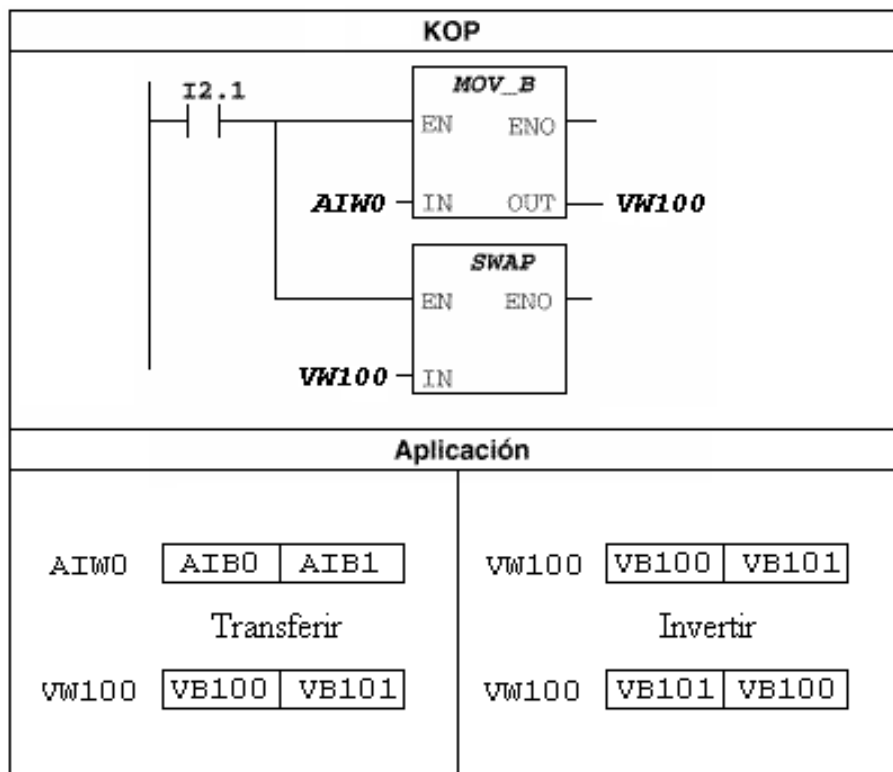 KOP
I2.1
MOV_B
EN ENO
AIW0 IN OUT VW100
SWAP
EN ENO
VW100 IN
Aplicación
AIW0 AIB0 AIB1
Transferir
VW100 VB100 VB101
VW100 VB100 VB101
Invertir
VW100 VB101 VB100